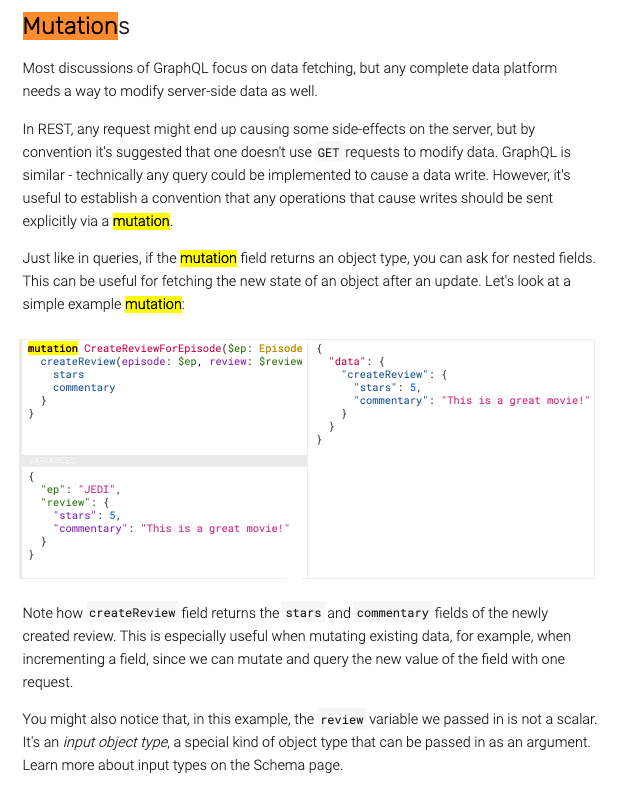 Mutations
Most discussions of GraphQL focus on data fetching, but any complete data platform
needs a way to modify server-side data as well.
In REST, any request might end up causing some side-effects on the server, but by
convention it's suggested that one doesn't use GET requests to modify data. GraphQL is
similar - technically any query could be implemented to cause a data write. However, it's
useful to establish a convention that any operations that cause writes should be sent
explicitly via a mutation.
Just like in queries, if the mutation field returns an object type, you can ask for nested fields.
This can be useful for fetching the new state of an object after an update. Let's look at a
simple example mutation:
mutation CreateReviewForEpisode($ep: Episode
createReview(episode: $ep, review: $review
stars
commentary
}
}
VARIABLES
{
"ep": "JEDI",
"review": {
"stars": 5,
"commentary": "This is a great movie!"
}
}
{
"data": {
"createReview": {
"stars": 5,
"commentary": "This is a great movie!"
}
}
}
Note how createReview field returns the stars and commentary fields of the newly
created review. This is especially useful when mutating existing data, for example, when
incrementing a field, since we can mutate and query the new value of the field with one
request.
You might also notice that, in this example, the review variable we passed in is not a scalar.
It's an input object type, a special kind of object type that can be passed in as an argument.
Learn more about input types on the Schema page.